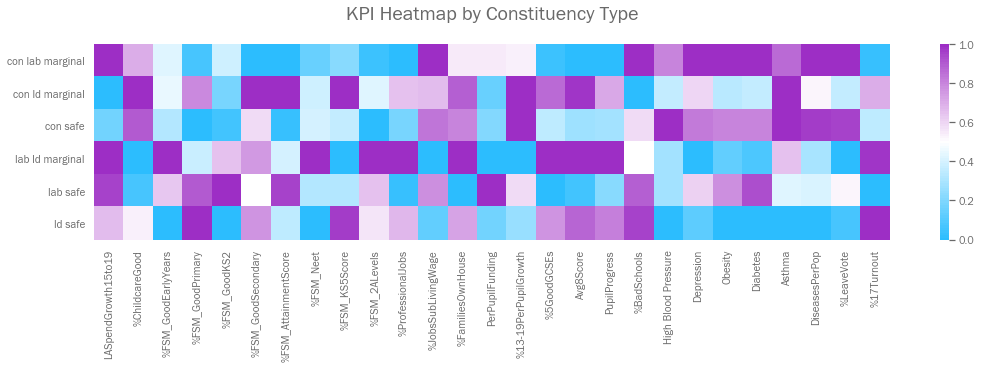 KPI Heatmap by Constituency Type
con lab marginal
con ld marginal
con safe
lab ld marginal
lab safe
ld safe
1.0
0.8
0.6
0.4
0.2
0.0
LASpendGrowth15to19
%ChildcareGood
%FSM_GoodEarlyYears
%FSM_GoodPrimary
%FSM_GoodKS2
%FSM_GoodSecondary
%FSM_AttainmentScore
%FSM_Neet
%FSM_KS5Score
%FSM_2ALevels
%ProfessionalJobs
%JobsSubLivingWage
%FamiliesOwnHouse
PerPupilFunding
%13-19PerPupilGrowth
%5GoodGCSEs
Avg8Score
PupilProgress
%BadSchools
High Blood Pressure
Depression
Obesity
Diabetes
Asthma
DiseasesPerPop
%LeaveVote
%17Turnout